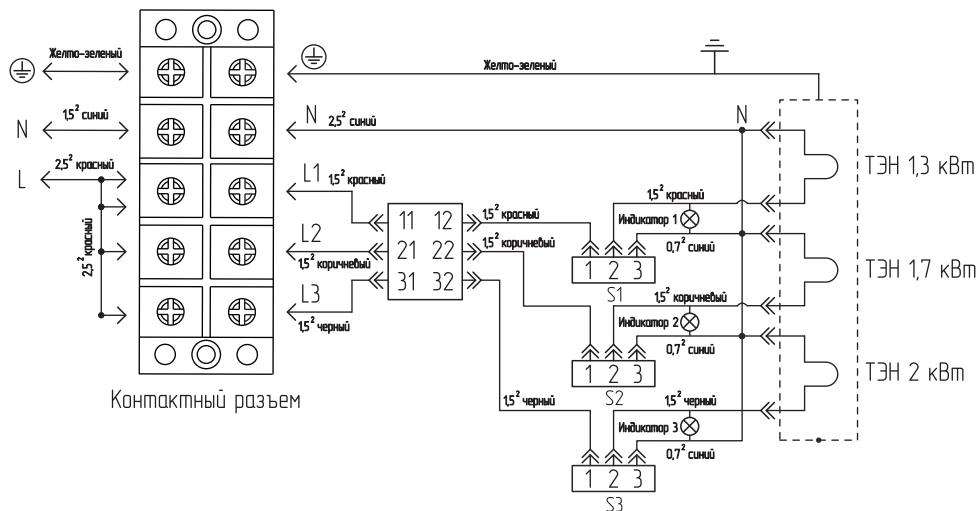 Желто-зеленый
Желто-зеленый
N
1,5² синий
N
2,5² синий
N
ТЭН 1,3 кВт
L
2,5² красный
2,5² красный
L1
1,5² красный
11 12
1,5² красный
1,5² красный
Индикатор 1
0,7² синий
1 2 3
S1
L2
1,5² коричневый
21 22
1,5² коричневый
ТЭН 1,7 кВт
L3
1,5² черный
31 32
1,5² коричневый
Индикатор 2
0,7² синий
1 2 3
S2
ТЭН 2 кВт
Контактный разъем
1,5² черный
1,5² черный
Индикатор 3
0,7² синий
1 2 3
S3